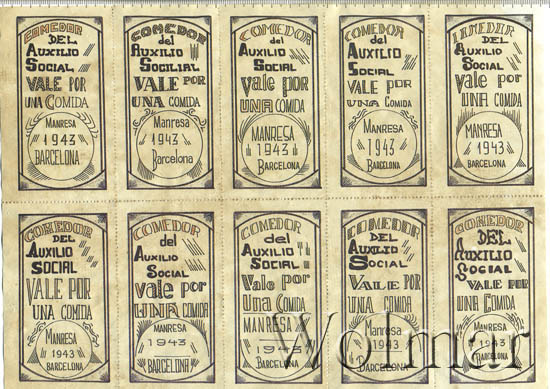 COMEDOR
DEL
AUXILIO
SOCIAL
VALE POR
UNA COMIDA
MANRESA
1943
BARCELONA
COMEDOR
del
AUXILIO
SOCILIAL
VALE POR
UNA COMIDA
Manresa
1943
Barcelona
COMEDOR
del
AUXILIO
SOCIAL
Vale por
UNA COMIDA
MANRESA
1943
BARCELONA
COMEDOR
del
AUXILIO
SOCIAL
Vale por
UNA COMIDA
MANRESA
1943
BARCELONA
DEL
AUXILIO
SOCIAL
Vale por
UNA COMIDA
MANRESA
1943
BARCELONA
COMEDOR
DEL
AUXILIO
SOCIAL
VALE POR
UNA COMIDA
MANRESA
1943
BARCELONA
COMEDOR
del
AUXILIO
SOCIAL
Vale por
UNA COMIDA
MANRESA
1943
BARCELONA
COMEDOR
del
AUXILIO
SOCIAL
Vale por
Una Comida
MANRESA
1943
BARCELONA
COMEDOR
DEL
AUXILIO
SOCIAL
VALE POR
UNA COMIDA
Manresa
1943
BARCELONA
COMEDOR
DEL
AUXILIO
SOCIAL
VALE POR
UNA COMIDA
MANRESA
1943
BARCELONA
Wolmar